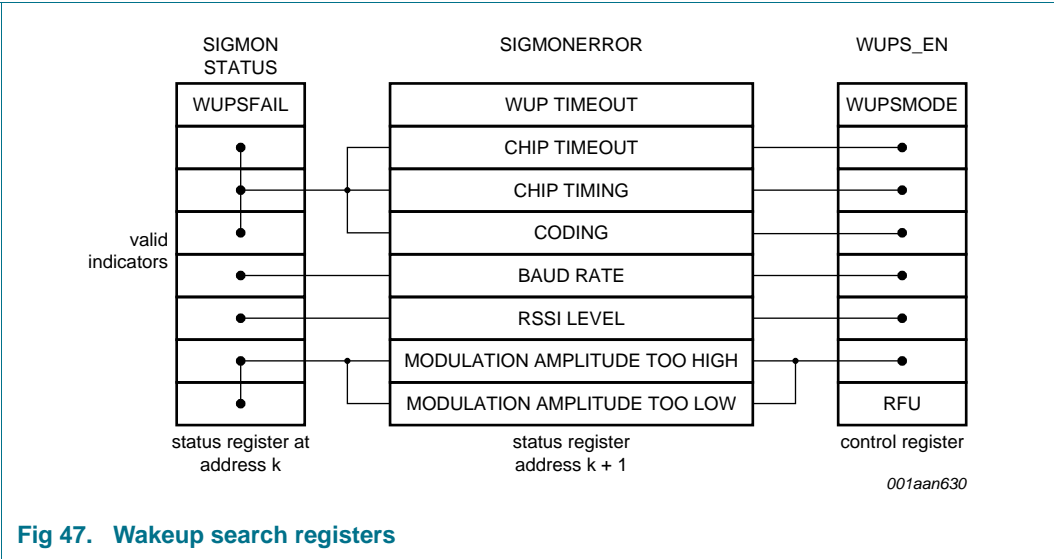 SIGMON
STATUS
SIGMONERROR
WUPS_EN
WUPSFAIL
WUP TIMEOUT
WUPSMODE
CHIP TIMEOUT
CHIP TIMING
CODING
valid
indicators
BAUD RATE
RSSI LEVEL
MODULATION AMPLITUDE TOO HIGH
MODULATION AMPLITUDE TOO LOW
RFU
status register at
address k
status register
address k + 1
control register
001aan630
Fig 47. Wakeup search registers